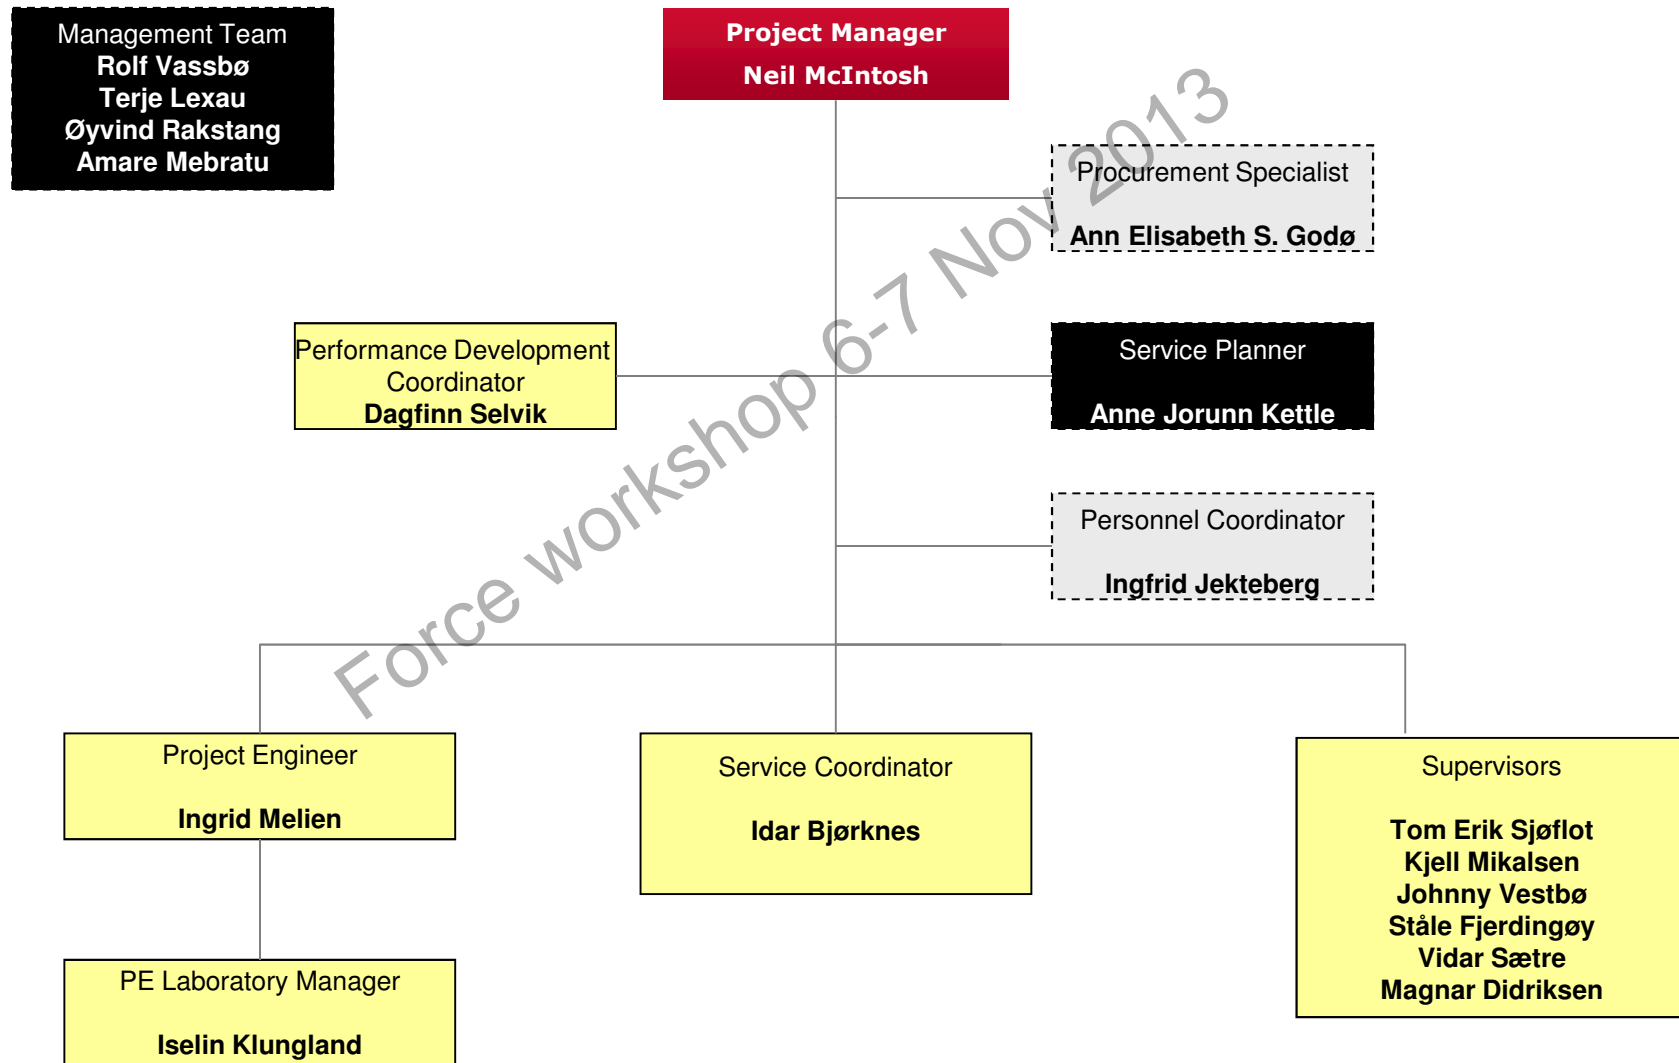 Management Team
Rolf Vassbø
Terje Lexau
Øyvind Rakstang
Amare Mebratu
Project Manager
Neil McIntosh
Procurement Specialist
Ann Elisabeth S. Godø
Performance Development
Coordinator
Dagfinn Selvik
Service Planner
Anne Jorunn Kettle
Personnel Coordinator
Ingfrid Jekteberg
Force workshop 6-7 Nov 2013
Project Engineer
Ingrid Melien
Service Coordinator
Idar Bjørknes
Supervisors
Tom Erik Sjøflot
Kjell Mikalsen
Johnny Vestbø
Ståle Fjerdingøy
Vidar Sætre
Magnar Didriksen
PE Laboratory Manager
Iselin Klungland